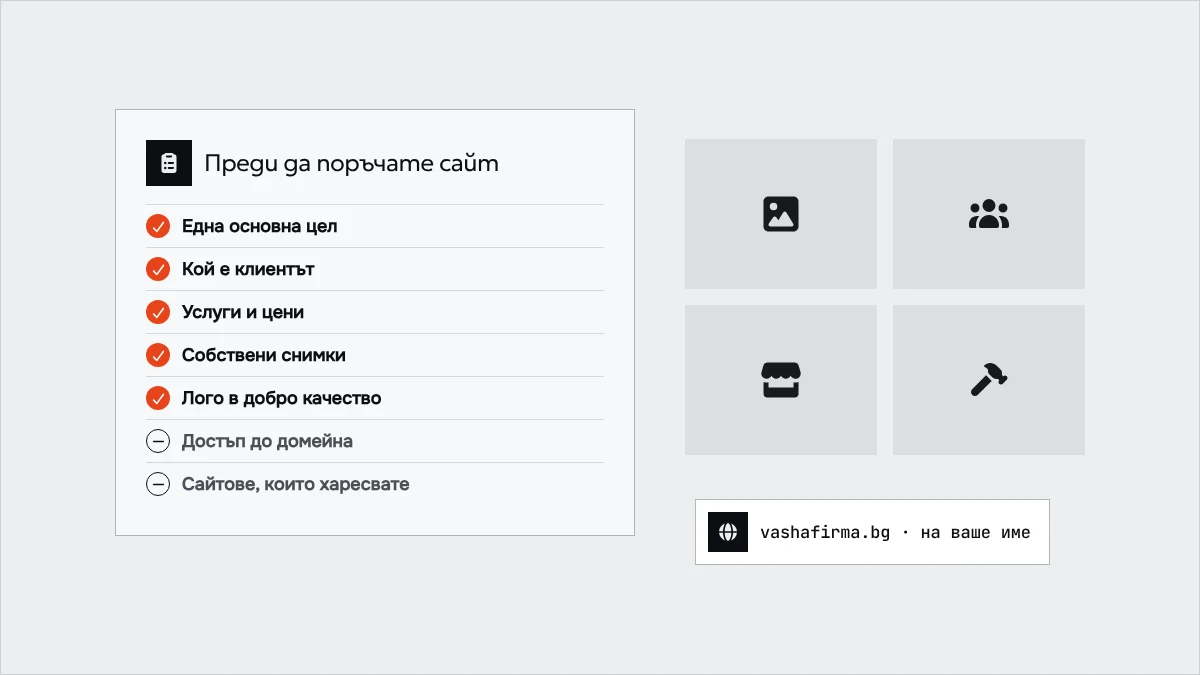 Преди да поръчате сайт
Една основна цел
Кой е клиентът
Услуги и цени
Собствени снимки
Лого в добро качество
Достъп до домейна
Сайтове, които харесвате
vashafirma.bg · на ваше име